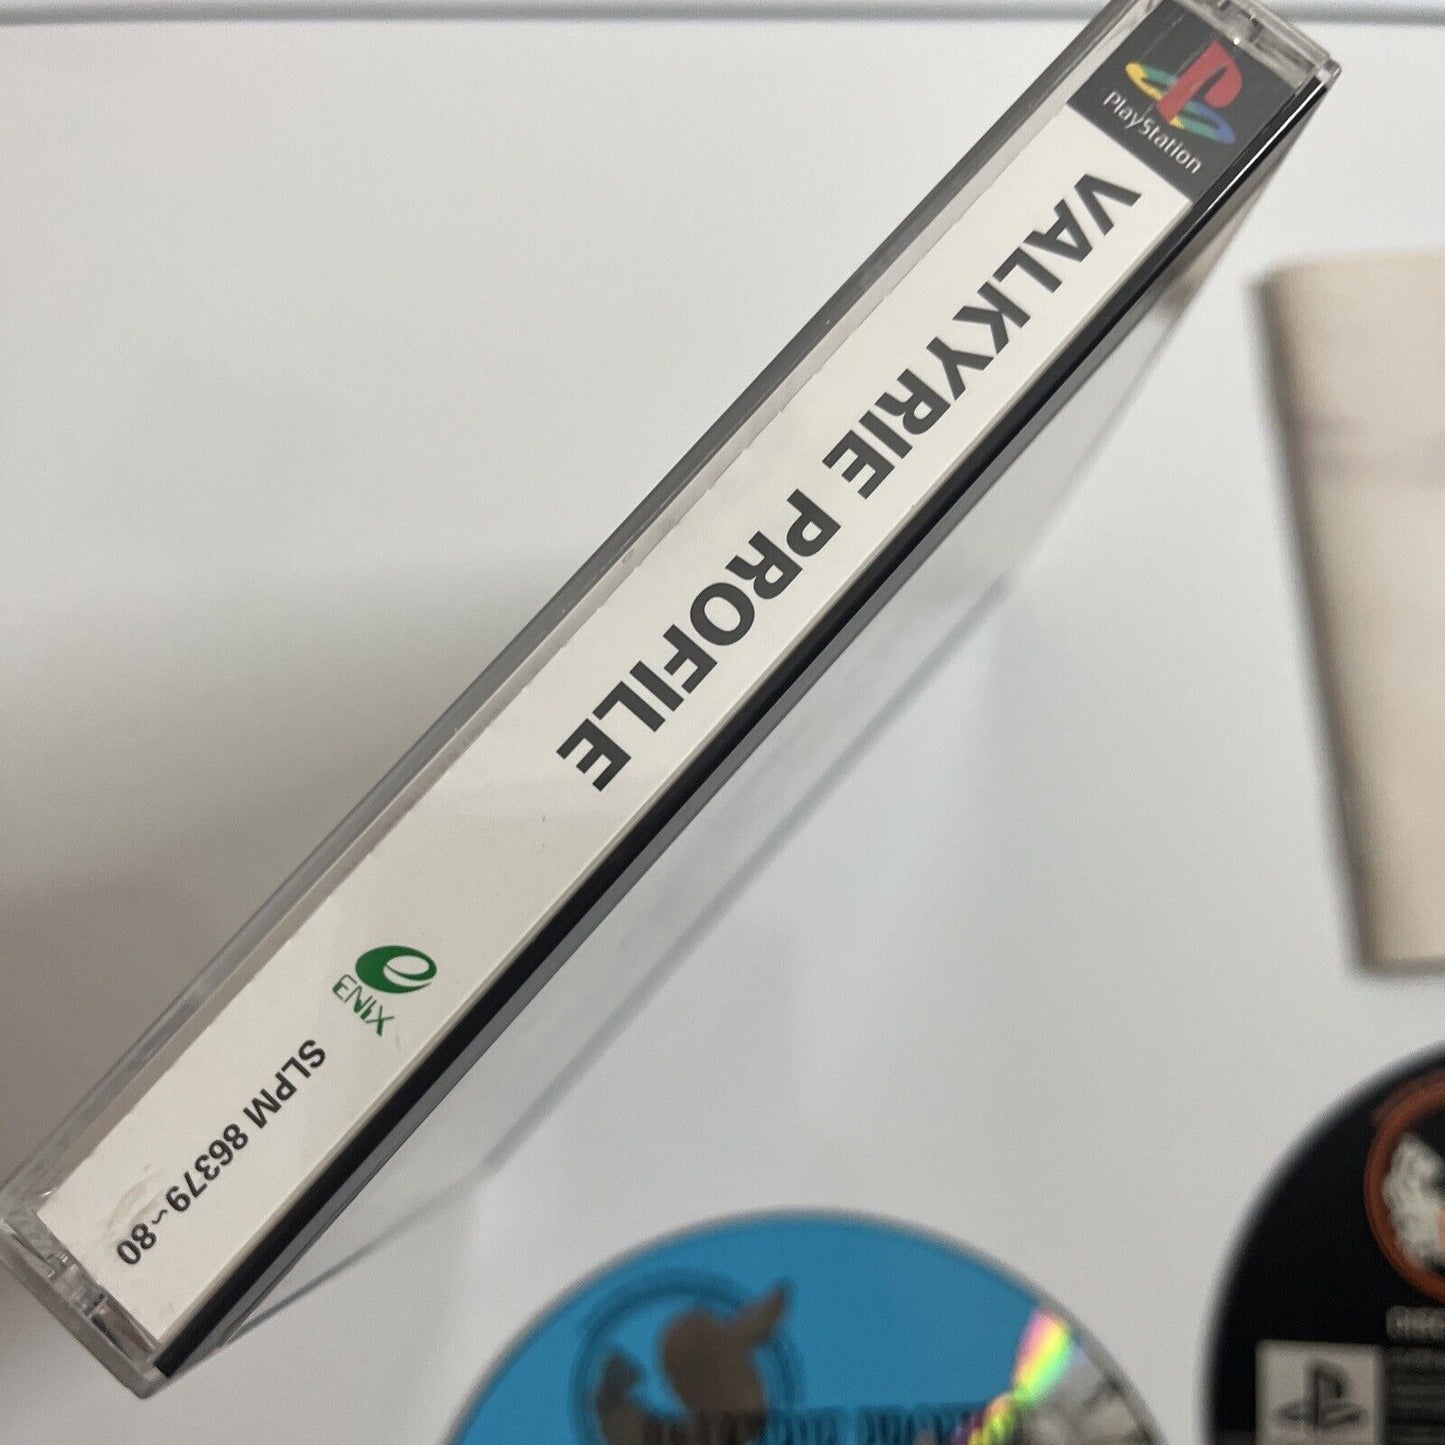 PlayStation
VALKYRIE PROFILE
ENIX
SLPM 86379~80